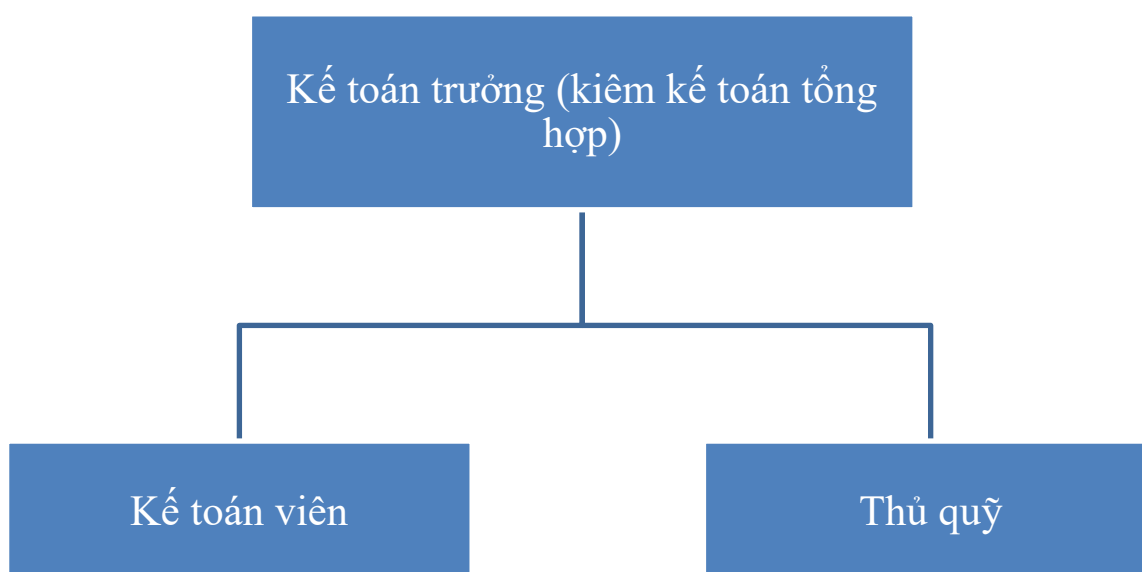 Kế toán trưởng (kiêm kế toán tổng
hợp)
Kế toán viên
Thủ quỹ